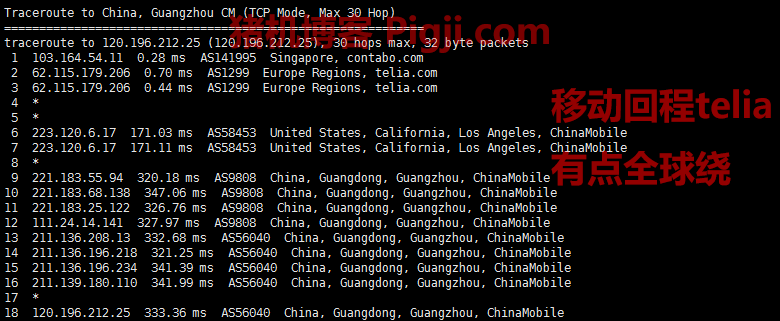 Traceroute to China, Guangzhou CM (TCP Mode, Max 30 Hop)
猪机博客 Pigji.com
============================================================
traceroute to 120.196.212.25 (120.196.212.25), 30 hops max, 32 byte packets
1 103.164.54.11 0.28 ms AS141995 Singapore, contabo.com
2 62.115.179.206 0.70 ms AS1299 Europe Regions, telia.com
3 62.115.179.206 0.44 ms AS1299 Europe Regions, telia.com
4 *
5 *
移动回程telia
6 223.120.6.17 171.03 ms AS58453 United States, California, Los Angeles, ChinaMobile
7 223.120.6.17 171.11 ms AS58453 United States, California, Los Angeles, ChinaMobile
8 *
有点全球绕
9 221.183.55.94 320.18 ms AS9808 China, Guangdong, Guangzhou, ChinaMobile
10 221.183.68.138 347.06 ms AS9808 China, Guangdong, Guangzhou, ChinaMobile
11 221.183.25.122 326.76 ms AS9808 China, Guangdong, Guangzhou, ChinaMobile
12 111.24.14.141 327.97 ms AS9808 China, Guangdong, Guangzhou, ChinaMobile
13 211.136.208.13 332.68 ms AS56040 China, Guangdong, Guangzhou, ChinaMobile
14 211.136.196.218 321.25 ms AS56040 China, Guangdong, Guangzhou, ChinaMobile
15 211.136.196.234 341.39 ms AS56040 China, Guangdong, Guangzhou, ChinaMobile
16 211.139.180.110 341.99 ms AS56040 China, Guangdong, Guangzhou, ChinaMobile
17 *
18 120.196.212.25 333.36 ms AS56040 China, Guangdong, Guangzhou, ChinaMobile